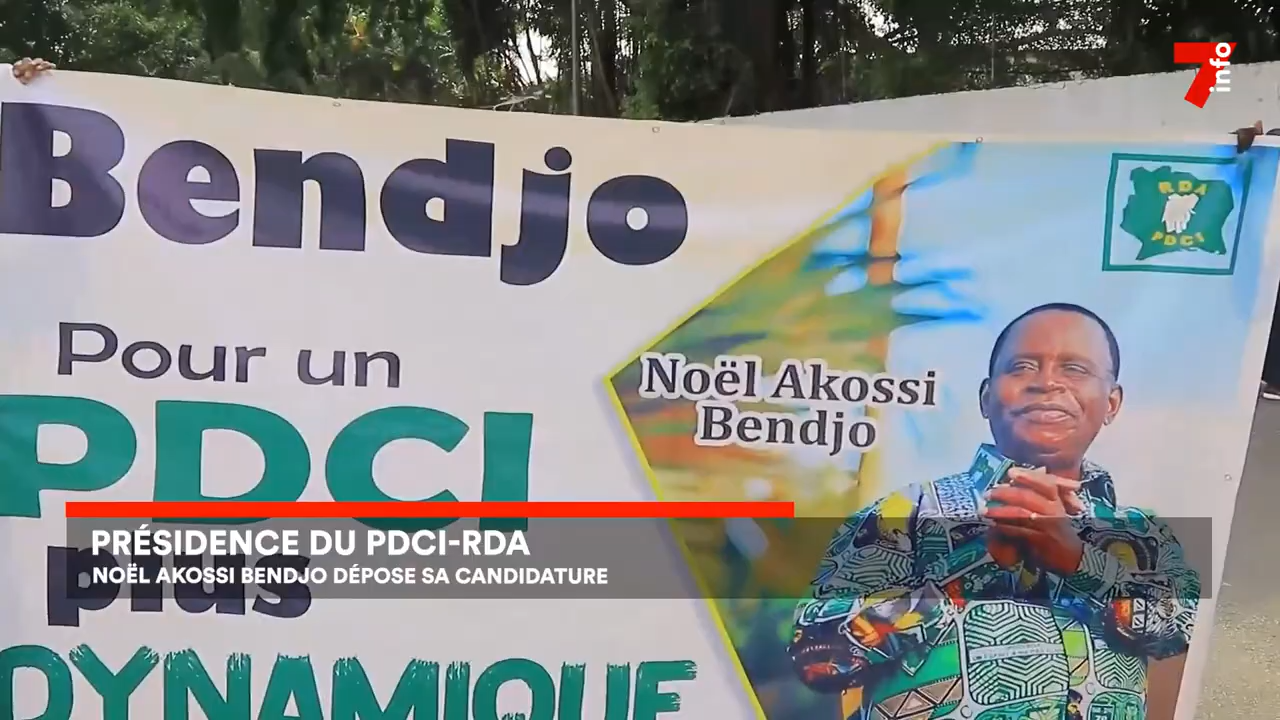 7info
Bendjo
Pour un
PDCI
plus
DYNAMIQUE
RDA
PDCI
Noël Akossi
Bendjo
PRÉSIDENCE DU PDCI-RDA
NOËL AKOSSI BENDJO DÉPOSE SA CANDIDATURE